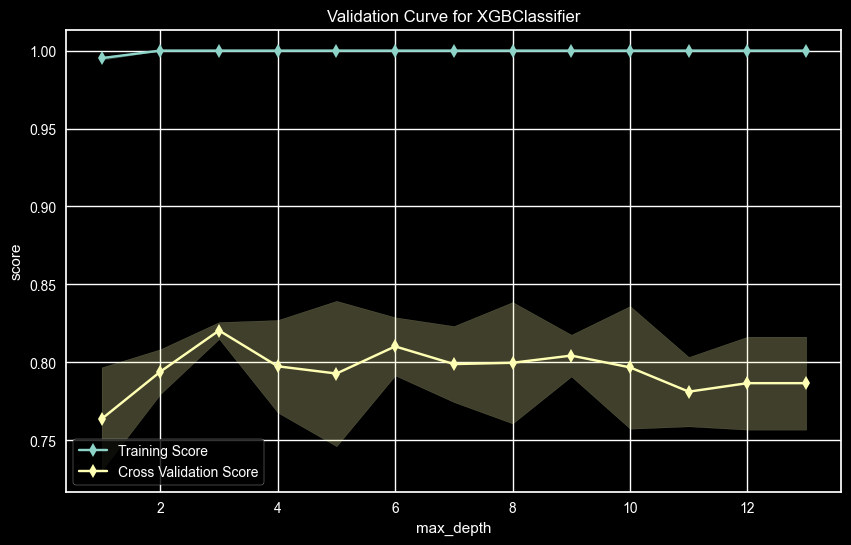 Validation Curve for XGBClassifier
1.00
0.95
0.90
0.85
0.80
0.75
score
Training Score
Cross Validation Score
2 4 6 8 10 12
max_depth